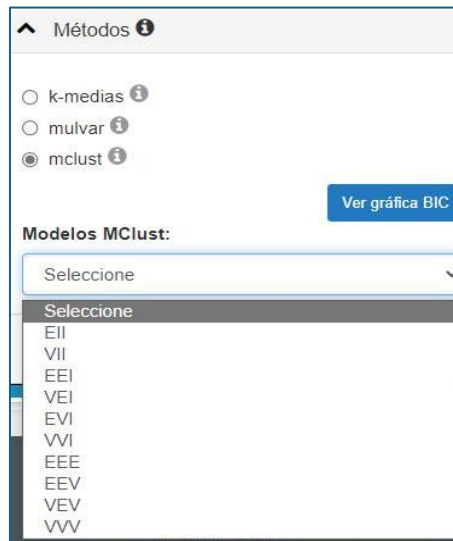 Métodos
k-medias
mulvar
mclust
Ver gráfica BIC
Modelos MClust:
Seleccione
Seleccione
EII
VII
EEI
VEI
EVI
VVI
EEE
EEV
VEV
VVV